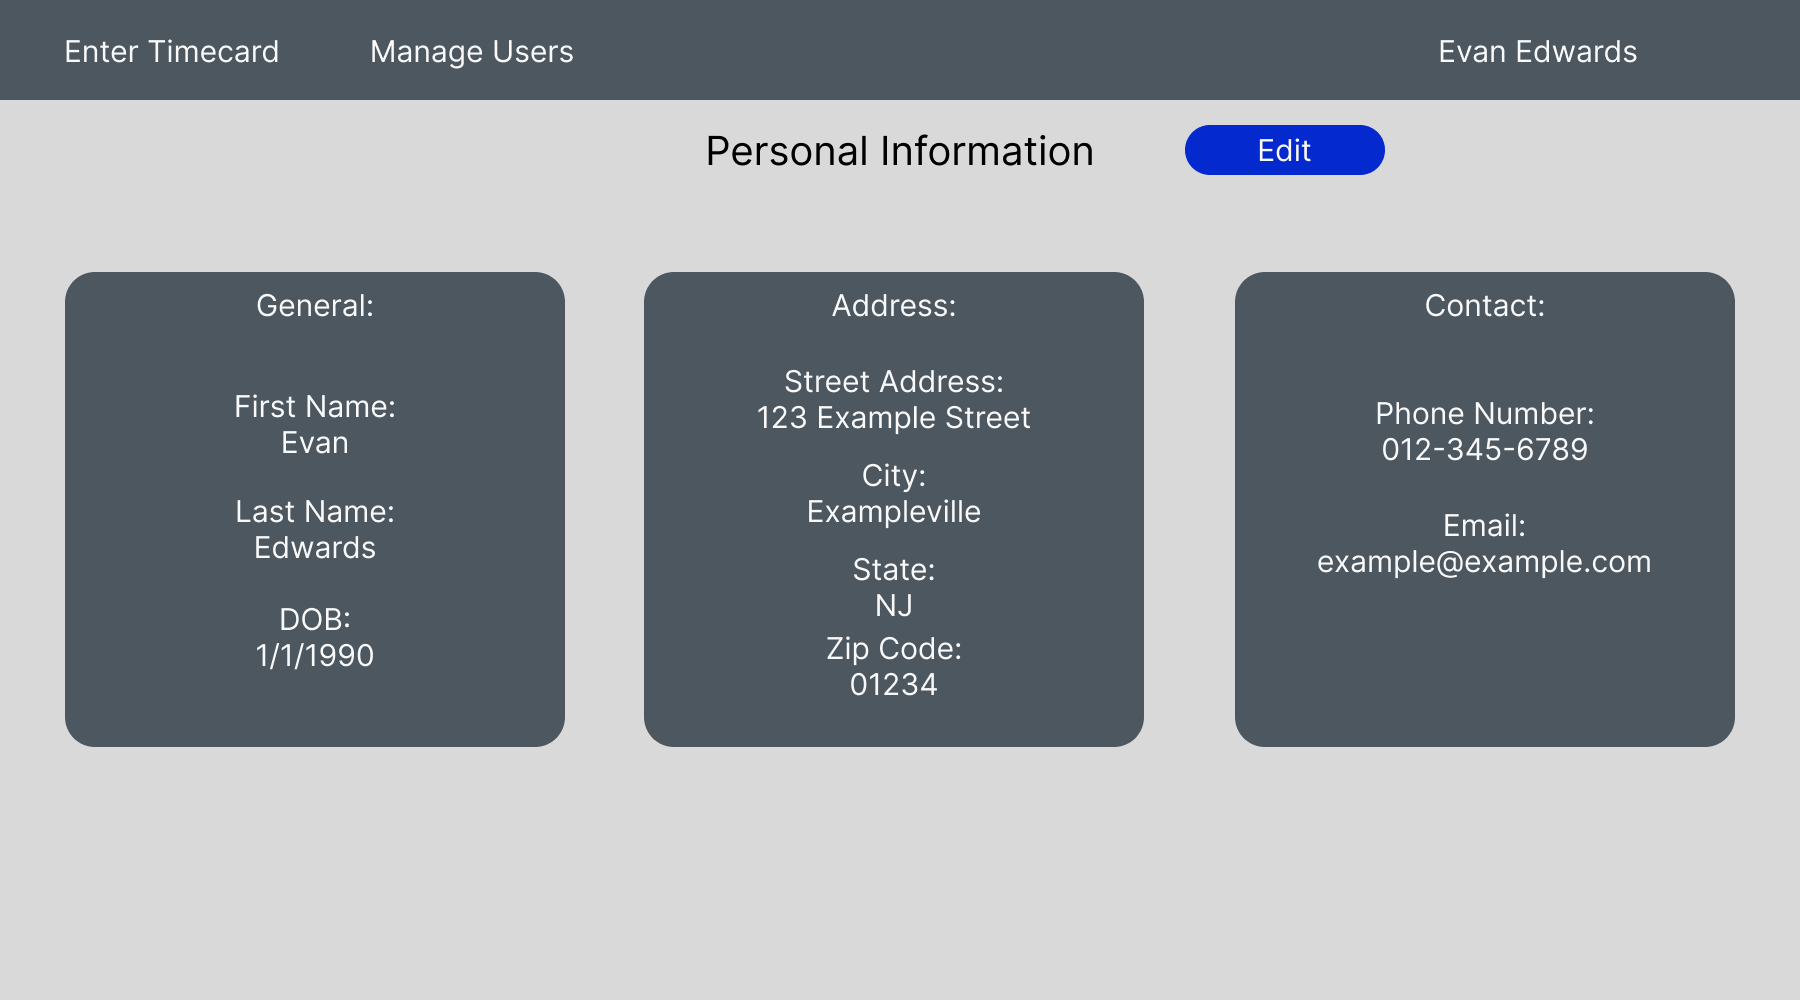 Enter Timecard
Manage Users
Evan Edwards
Personal Information
Edit
General:
First Name:
Evan
Last Name:
Edwards
DOB:
1/1/1990
Address:
Street Address:
123 Example Street
City:
Exampleville
State:
NJ
Zip Code:
01234
Contact:
Phone Number:
012-345-6789
Email:
example@example.com